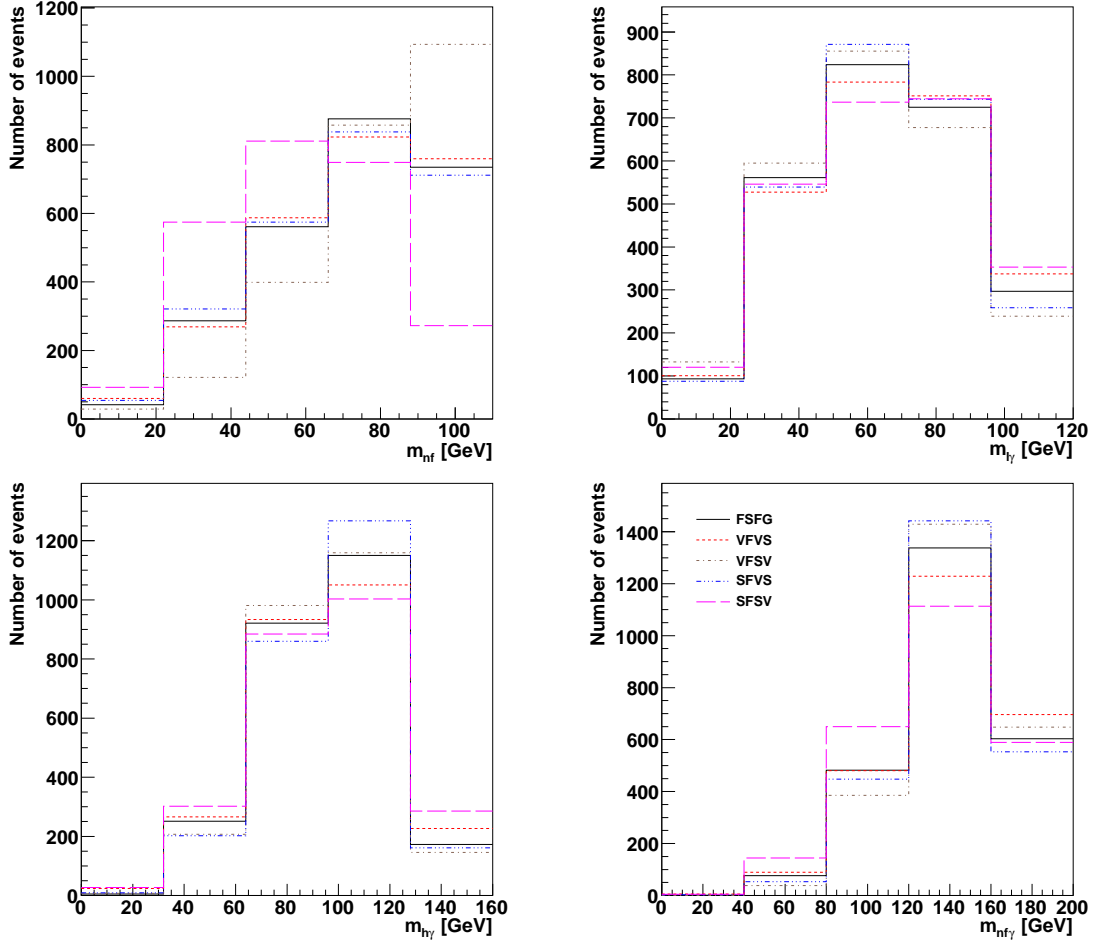 Number of events
1200
1000
800
600
400
200
0
0 20 40 60 80 100
m_nf [GeV]
Number of events
900
800
700
600
500
400
300
200
100
0
0 20 40 60 80 100 120
m_lγ [GeV]
Number of events
1200
1000
800
600
400
200
0
0 20 40 60 80 100 120 140 160
m_hγ [GeV]
Number of events
1400
1200
1000
800
600
400
200
0
FSFG
VFVS
VFSV
SFVS
SFSV
0 20 40 60 80 100 120 140 160 180 200
m_nfγ [GeV]